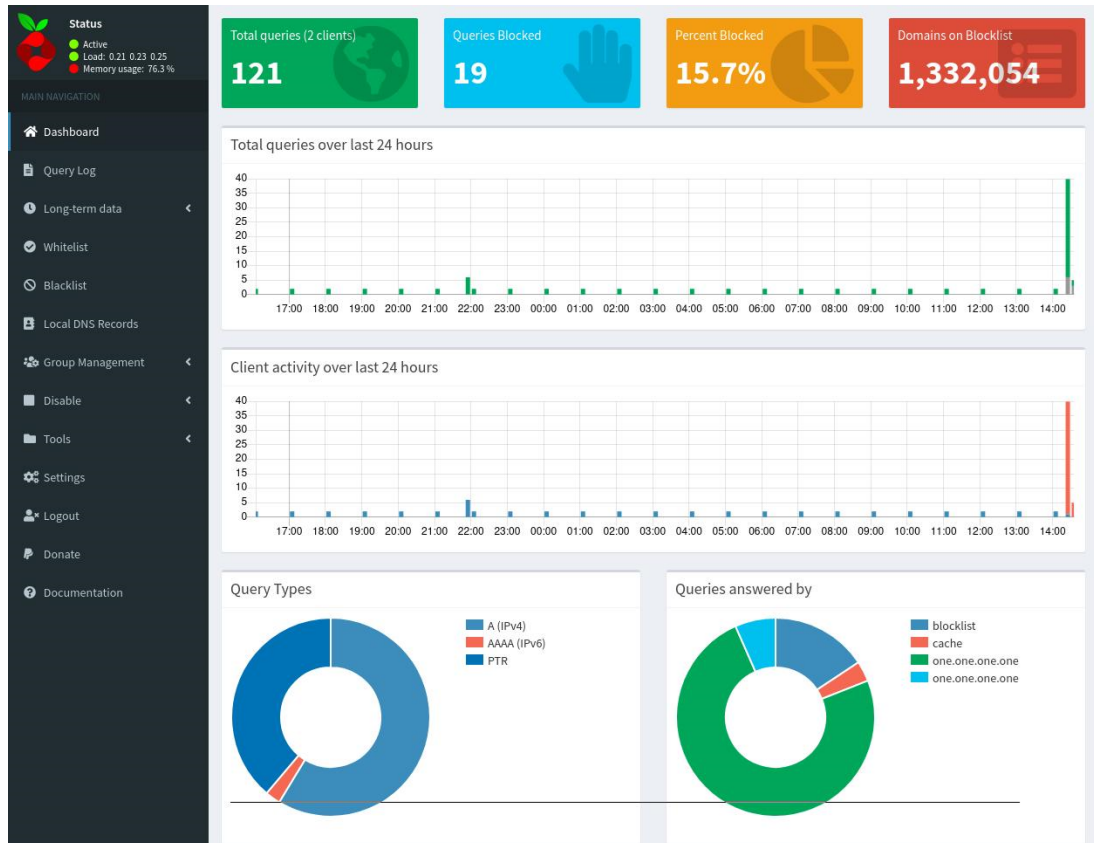 Status
Active
Load: 0.21 0.23 0.25
Memory usage: 76.3 %
MAIN NAVIGATION
Dashboard
Query Log
Long-term data
Whitelist
Blacklist
Local DNS Records
Group Management
Disable
Tools
Settings
Logout
Donate
Documentation
Total queries (2 clients)
121
Queries Blocked
19
Percent Blocked
15.7%
Domains on Blocklist
1,332,054
Total queries over last 24 hours
40
35
30
25
20
15
10
5
0
17:00 18:00 19:00 20:00 21:00 22:00 23:00 00:00 01:00 02:00 03:00 04:00 05:00 06:00 07:00 08:00 09:00 10:00 11:00 12:00 13:00 14:00
Client activity over last 24 hours
40
35
30
25
20
15
10
5
0
17:00 18:00 19:00 20:00 21:00 22:00 23:00 00:00 01:00 02:00 03:00 04:00 05:00 06:00 07:00 08:00 09:00 10:00 11:00 12:00 13:00 14:00
Query Types
A (IPv4)
AAAA (IPv6)
PTR
Queries answered by
blocklist
cache
one.one.one.one
one.one.one.one